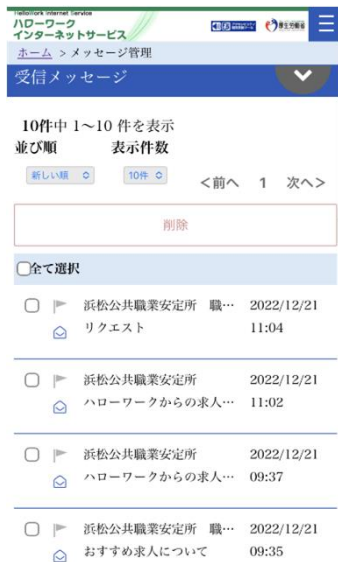 HelloWork Internet Service
ハローワーク
インターネットサービス
厚生労働省
ホーム > メッセージ管理
受信メッセージ
10件中 1～10 件を表示
並び順 表示件数
新しい順 10件 <前へ 1 次へ>
削除
全て選択
浜松公共職業安定所 職… 2022/12/21
リクエスト 11:04
浜松公共職業安定所 2022/12/21
ハローワークからの求人… 11:02
浜松公共職業安定所 2022/12/21
ハローワークからの求人… 09:37
浜松公共職業安定所 職… 2022/12/21
おすすめ求人について 09:35